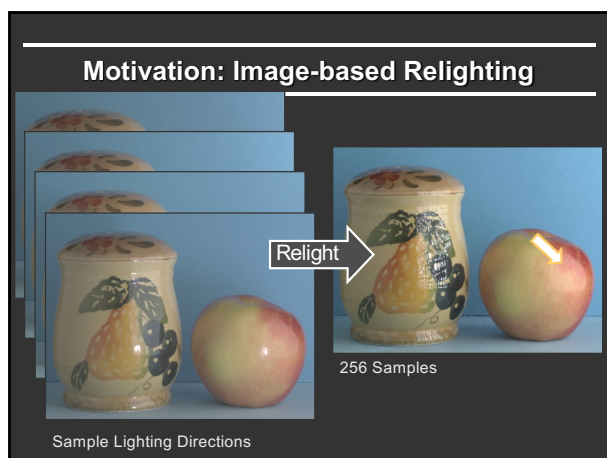 Motivation: Image-based Relighting
Relight
256 Samples
Sample Lighting Directions